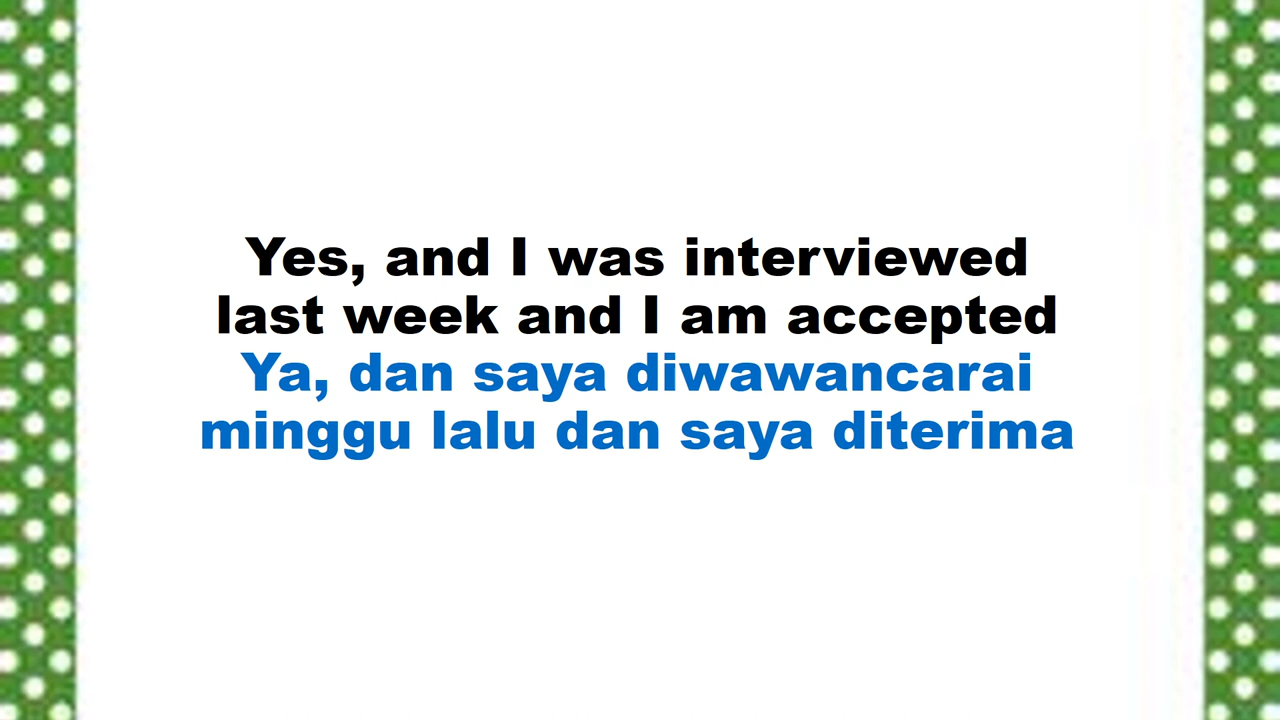 Yes, and I was interviewed
last week and I am accepted
Ya, dan saya diwawancarai
minggu lalu dan saya diterima